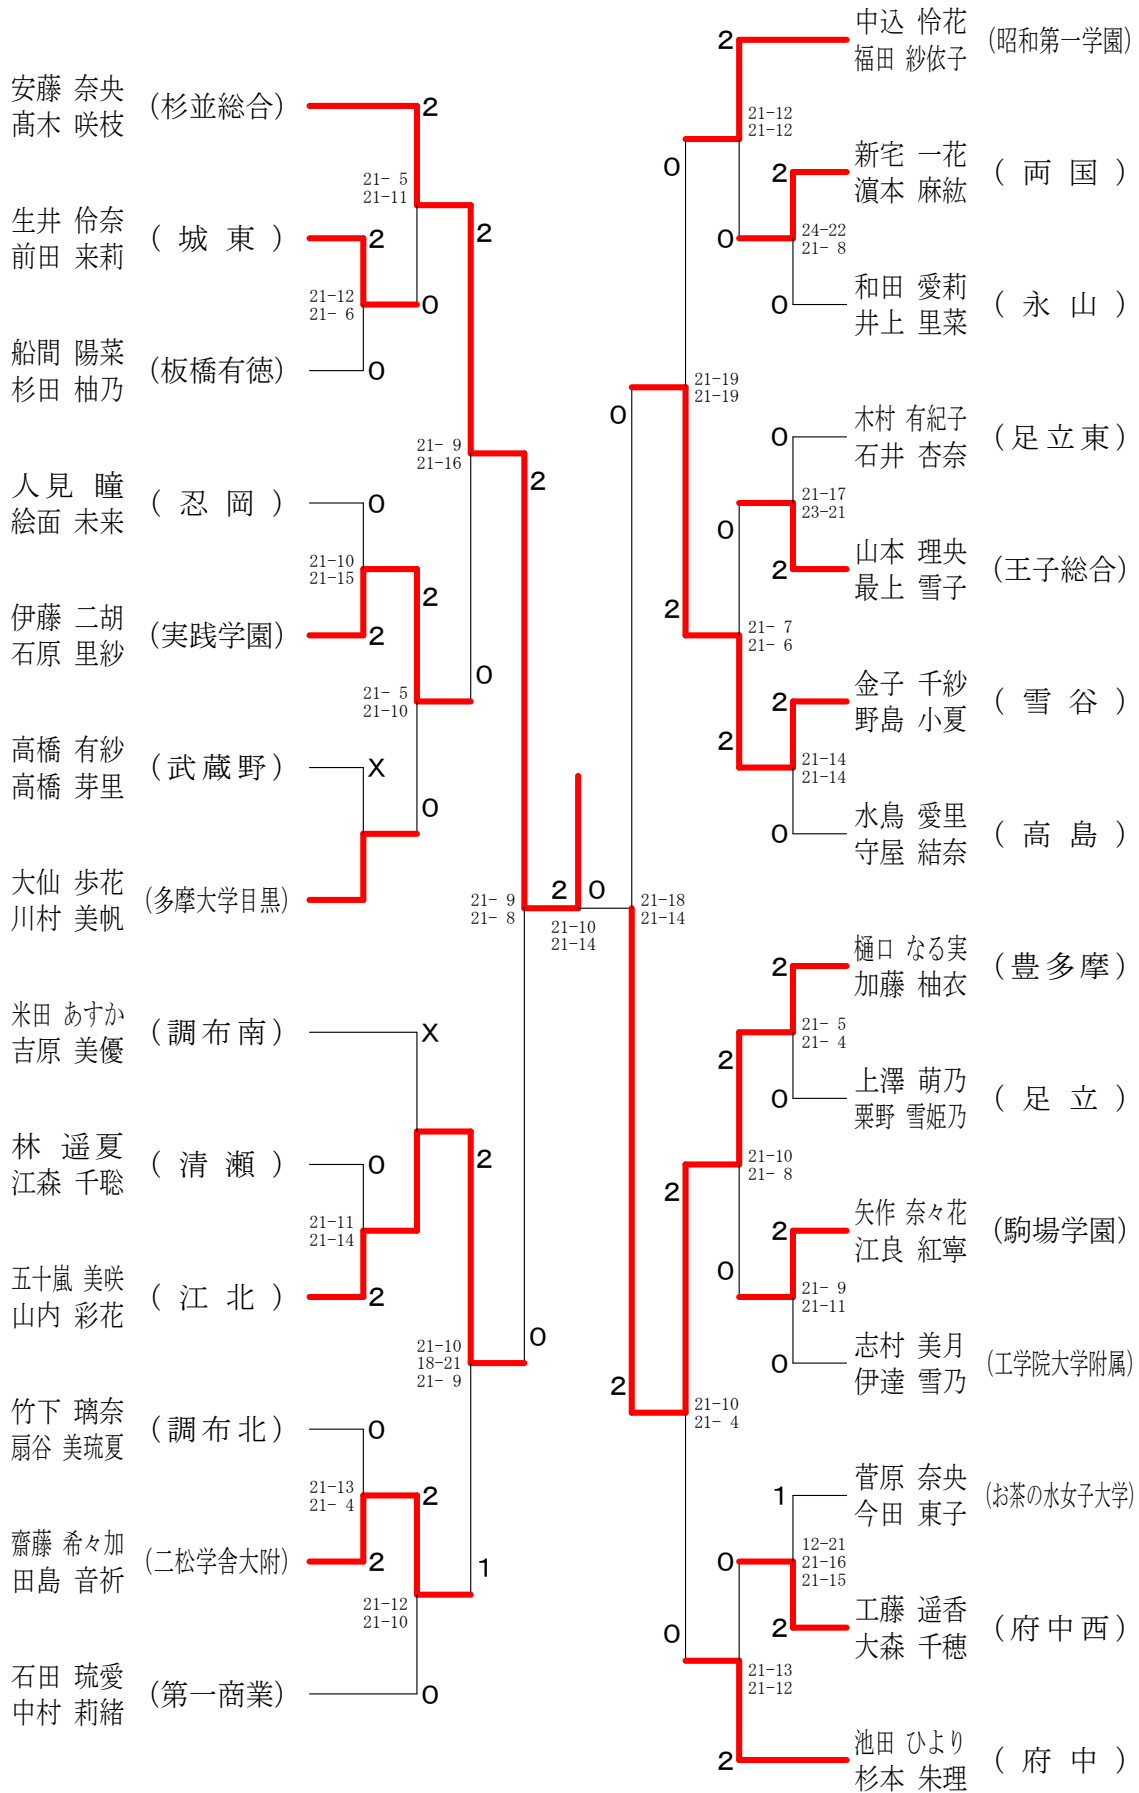 安藤 奈央
髙木 咲枝
(杉並総合)
2
21- 5
21-11
生井 伶奈
前田 来莉
(城東)
2
2
21-12
21- 6
0
船間 陽菜
杉田 柚乃
(板橋有徳)
0
21- 9
21-16
2
人見 瞳
絵面 未来
(忍岡)
0
21-10
21-15
2
伊藤 二胡
石原 里紗
(実践学園)
2
0
21- 5
21-10
高橋 有紗
高橋 芽里
(武蔵野)
X
0
大仙 歩花
川村 美帆
(多摩大学目黒)
21- 9
21- 8
2
0
21-10
21-14
米田 あすか
吉原 美優
(調布南)
X
林 遥夏
江森 千聡
(清瀬)
0
2
21-11
21-14
五十嵐 美咲
山内 彩花
(江北)
2
0
21-10
18-21
21- 9
竹下 璃奈
扇谷 美琉夏
(調布北)
0
21-13
21- 4
2
齋藤 希々加
田島 音祈
(二松学舎大附)
2
1
21-12
21-10
石田 琉愛
中村 莉緒
(第一商業)
0
2
中込 怜花
福田 紗依子
(昭和第一学園)
21-12
21-12
0
2
新宅 一花
濵本 麻紘
(両国)
0
24-22
21- 8
0
和田 愛莉
井上 里菜
(永山)
21-19
21-19
0
0
木村 有紀子
石井 杏奈
(足立東)
21-17
23-21
0
2
山本 理央
最上 雪子
(王子総合)
2
21- 7
21- 6
2
金子 千紗
野島 小夏
(雪谷)
2
21-14
21-14
0
水鳥 愛里
守屋 結奈
(高島)
21-18
21-14
2
樋口 なる実
加藤 柚衣
(豊多摩)
21- 5
21- 4
2
0
上澤 萌乃
粟野 雪姫乃
(足立)
21-10
21- 8
2
2
矢作 奈々花
江良 紅寧
(駒場学園)
0
21- 9
21-11
0
志村 美月
伊達 雪乃
(工学院大学附属)
2
21-10
21- 4
1
菅原 奈央
今田 東子
(お茶の水女子大学)
12-21
21-16
21-15
0
2
工藤 遥香
大森 千穂
(府中西)
0
21-13
21-12
2
池田 ひより
杉本 朱理
(府中)